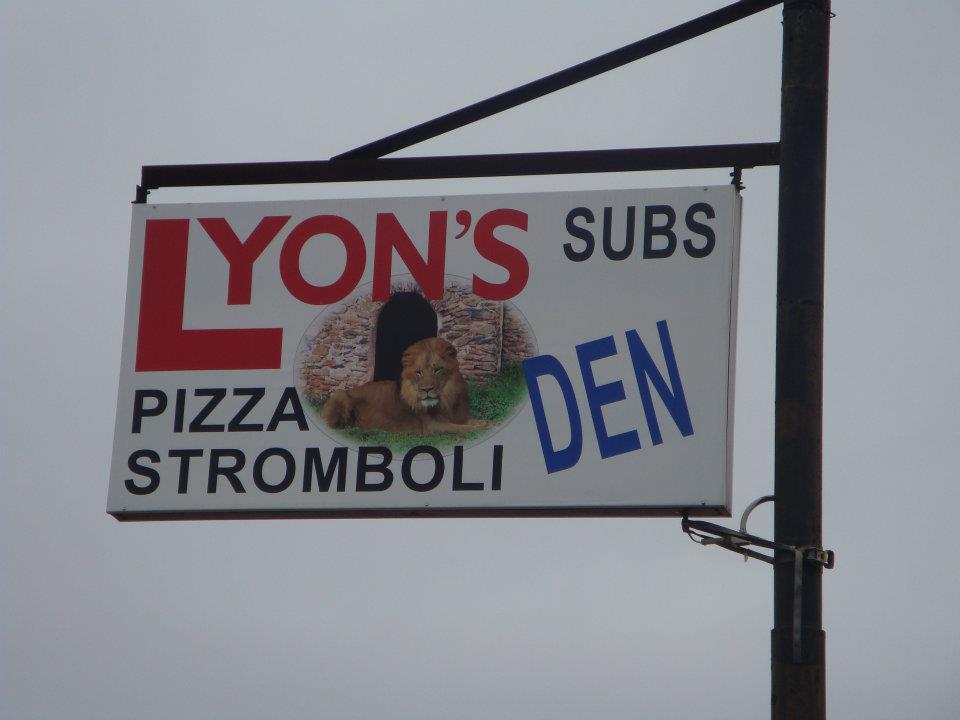 LYON'S
SUBS
DEN
PIZZA
STROMBOLI